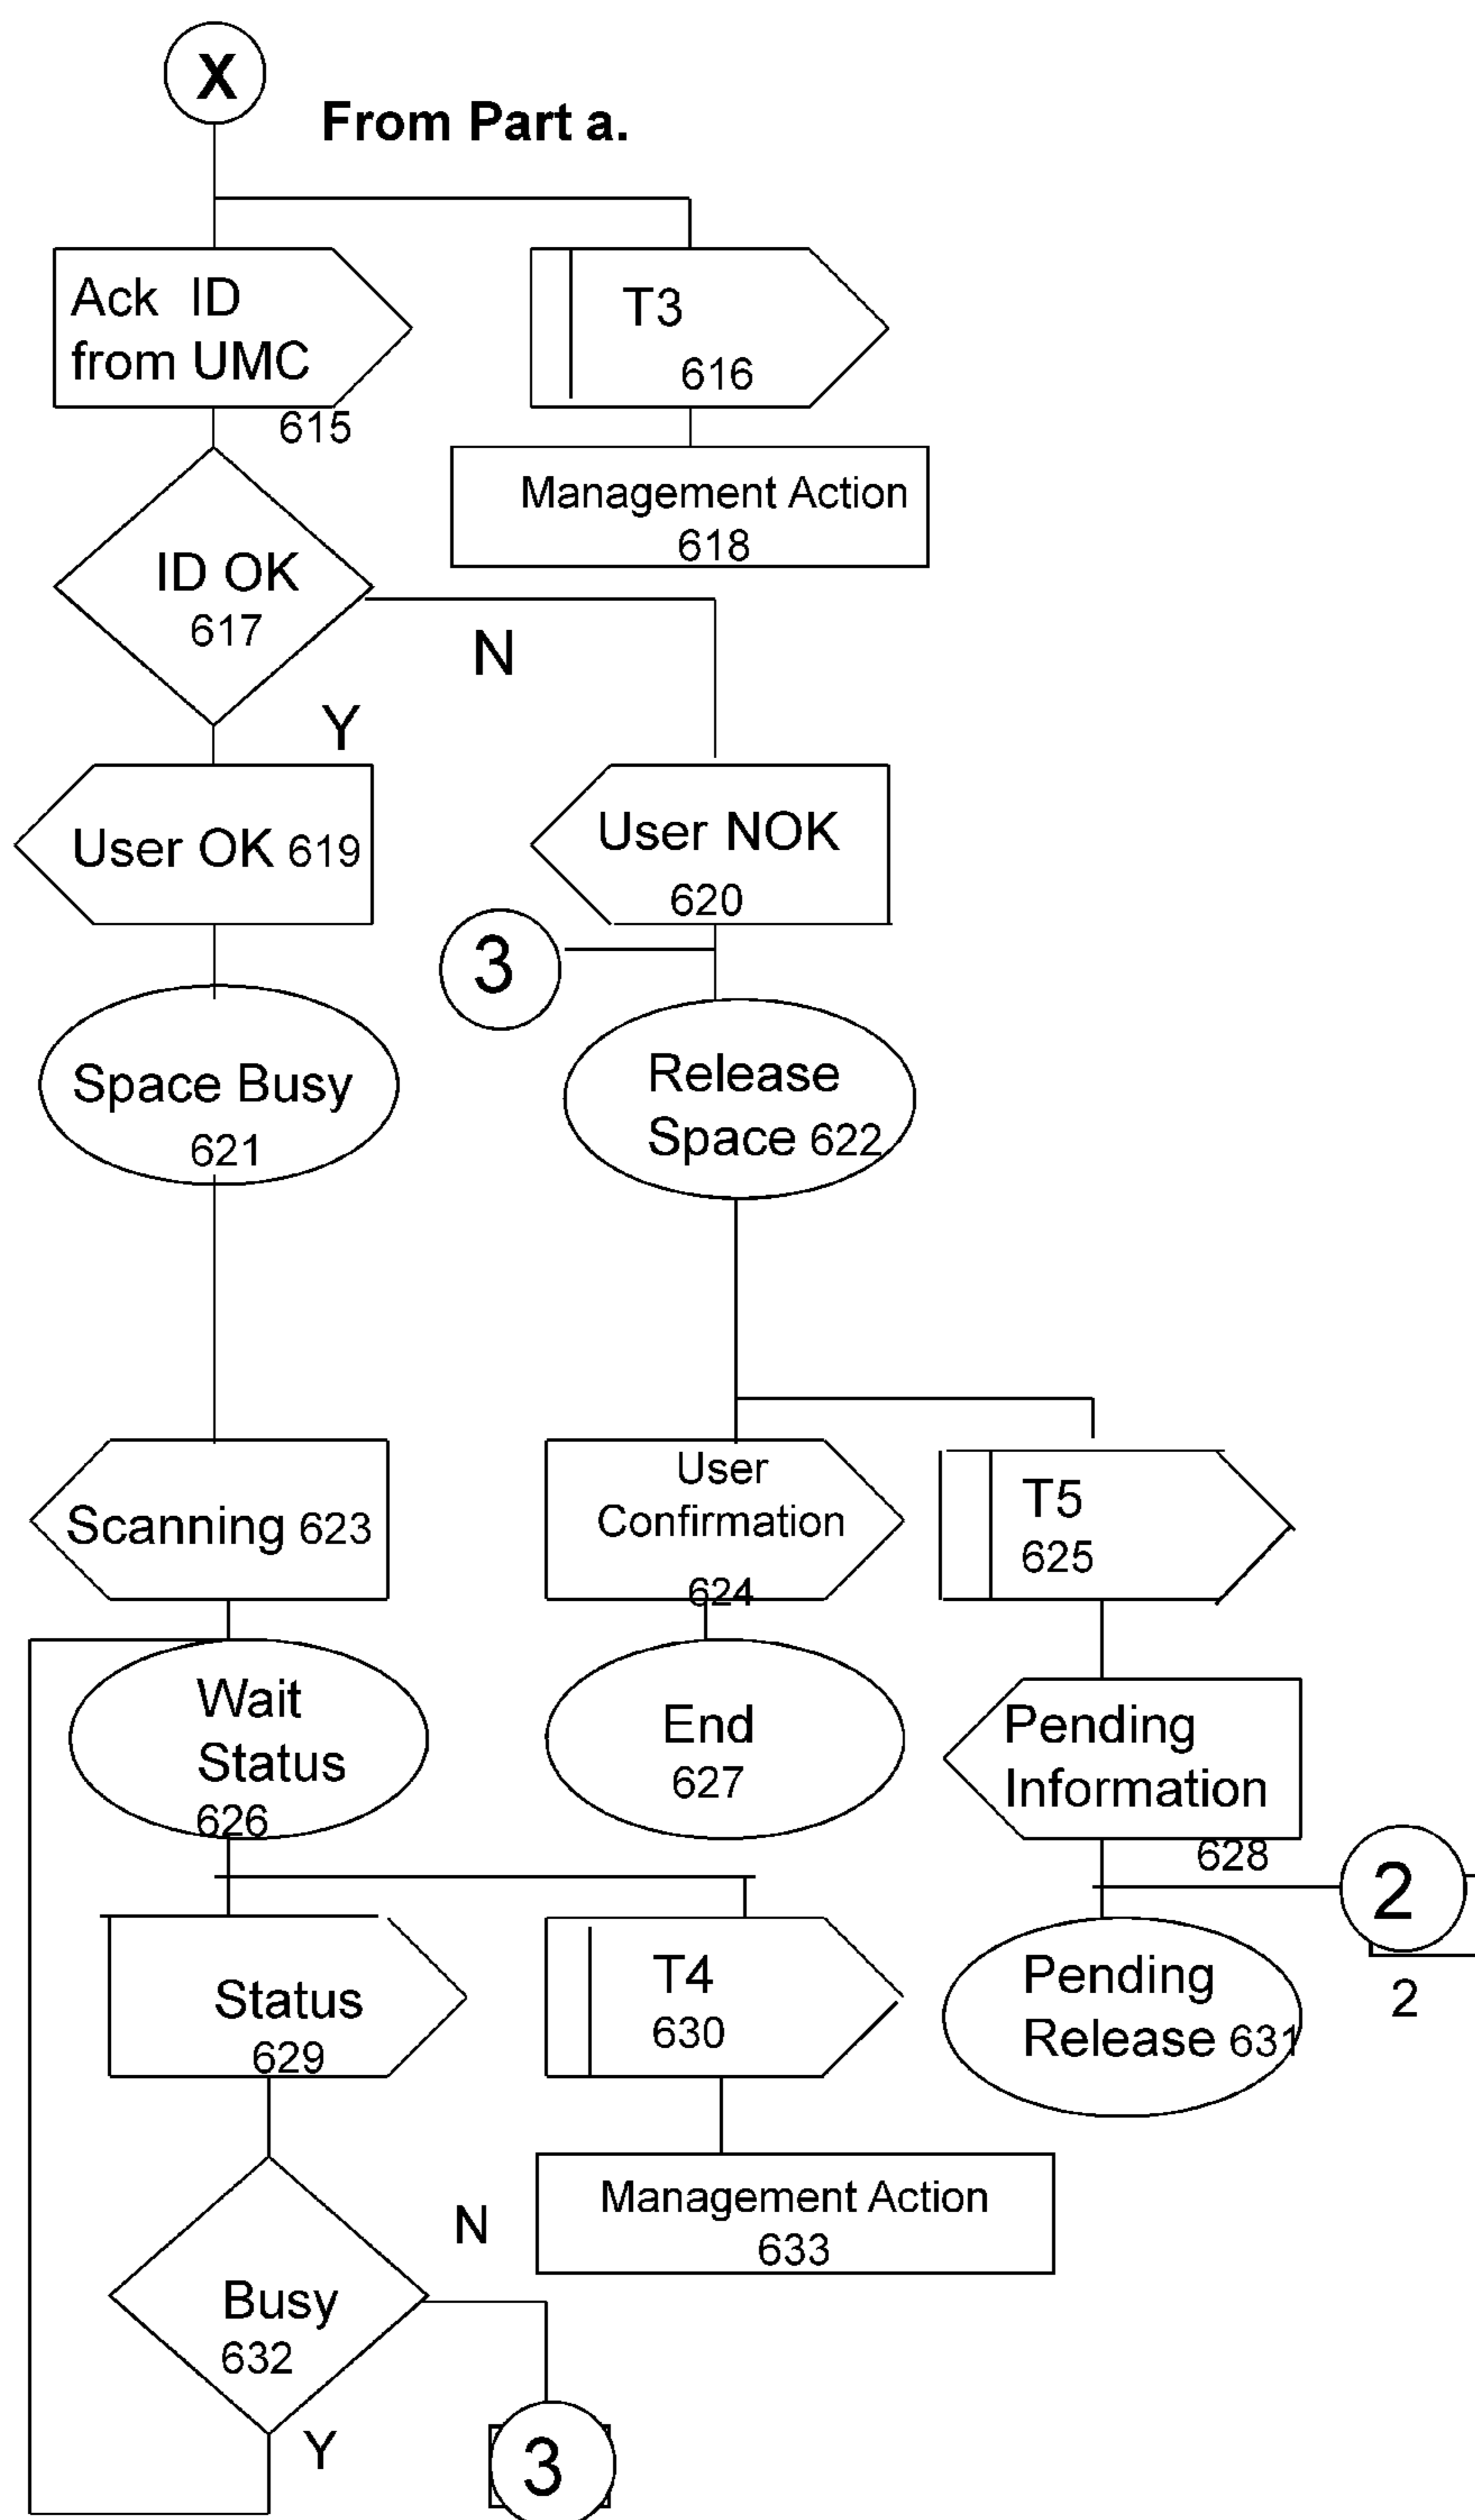 X
From Part a.
Ack ID
from UMC
615
T3
616
Management Action
618
ID OK
617
N
Y
User OK 619
User NOK
620
3
Space Busy
621
Release
Space 622
Scanning 623
User
Confirmation
624
T5
625
Wait
Status
626
End
627
Pending
Information
628
2
2
Status
629
T4
630
Pending
Release 631
Management Action
633
N
Busy
632
Y
3